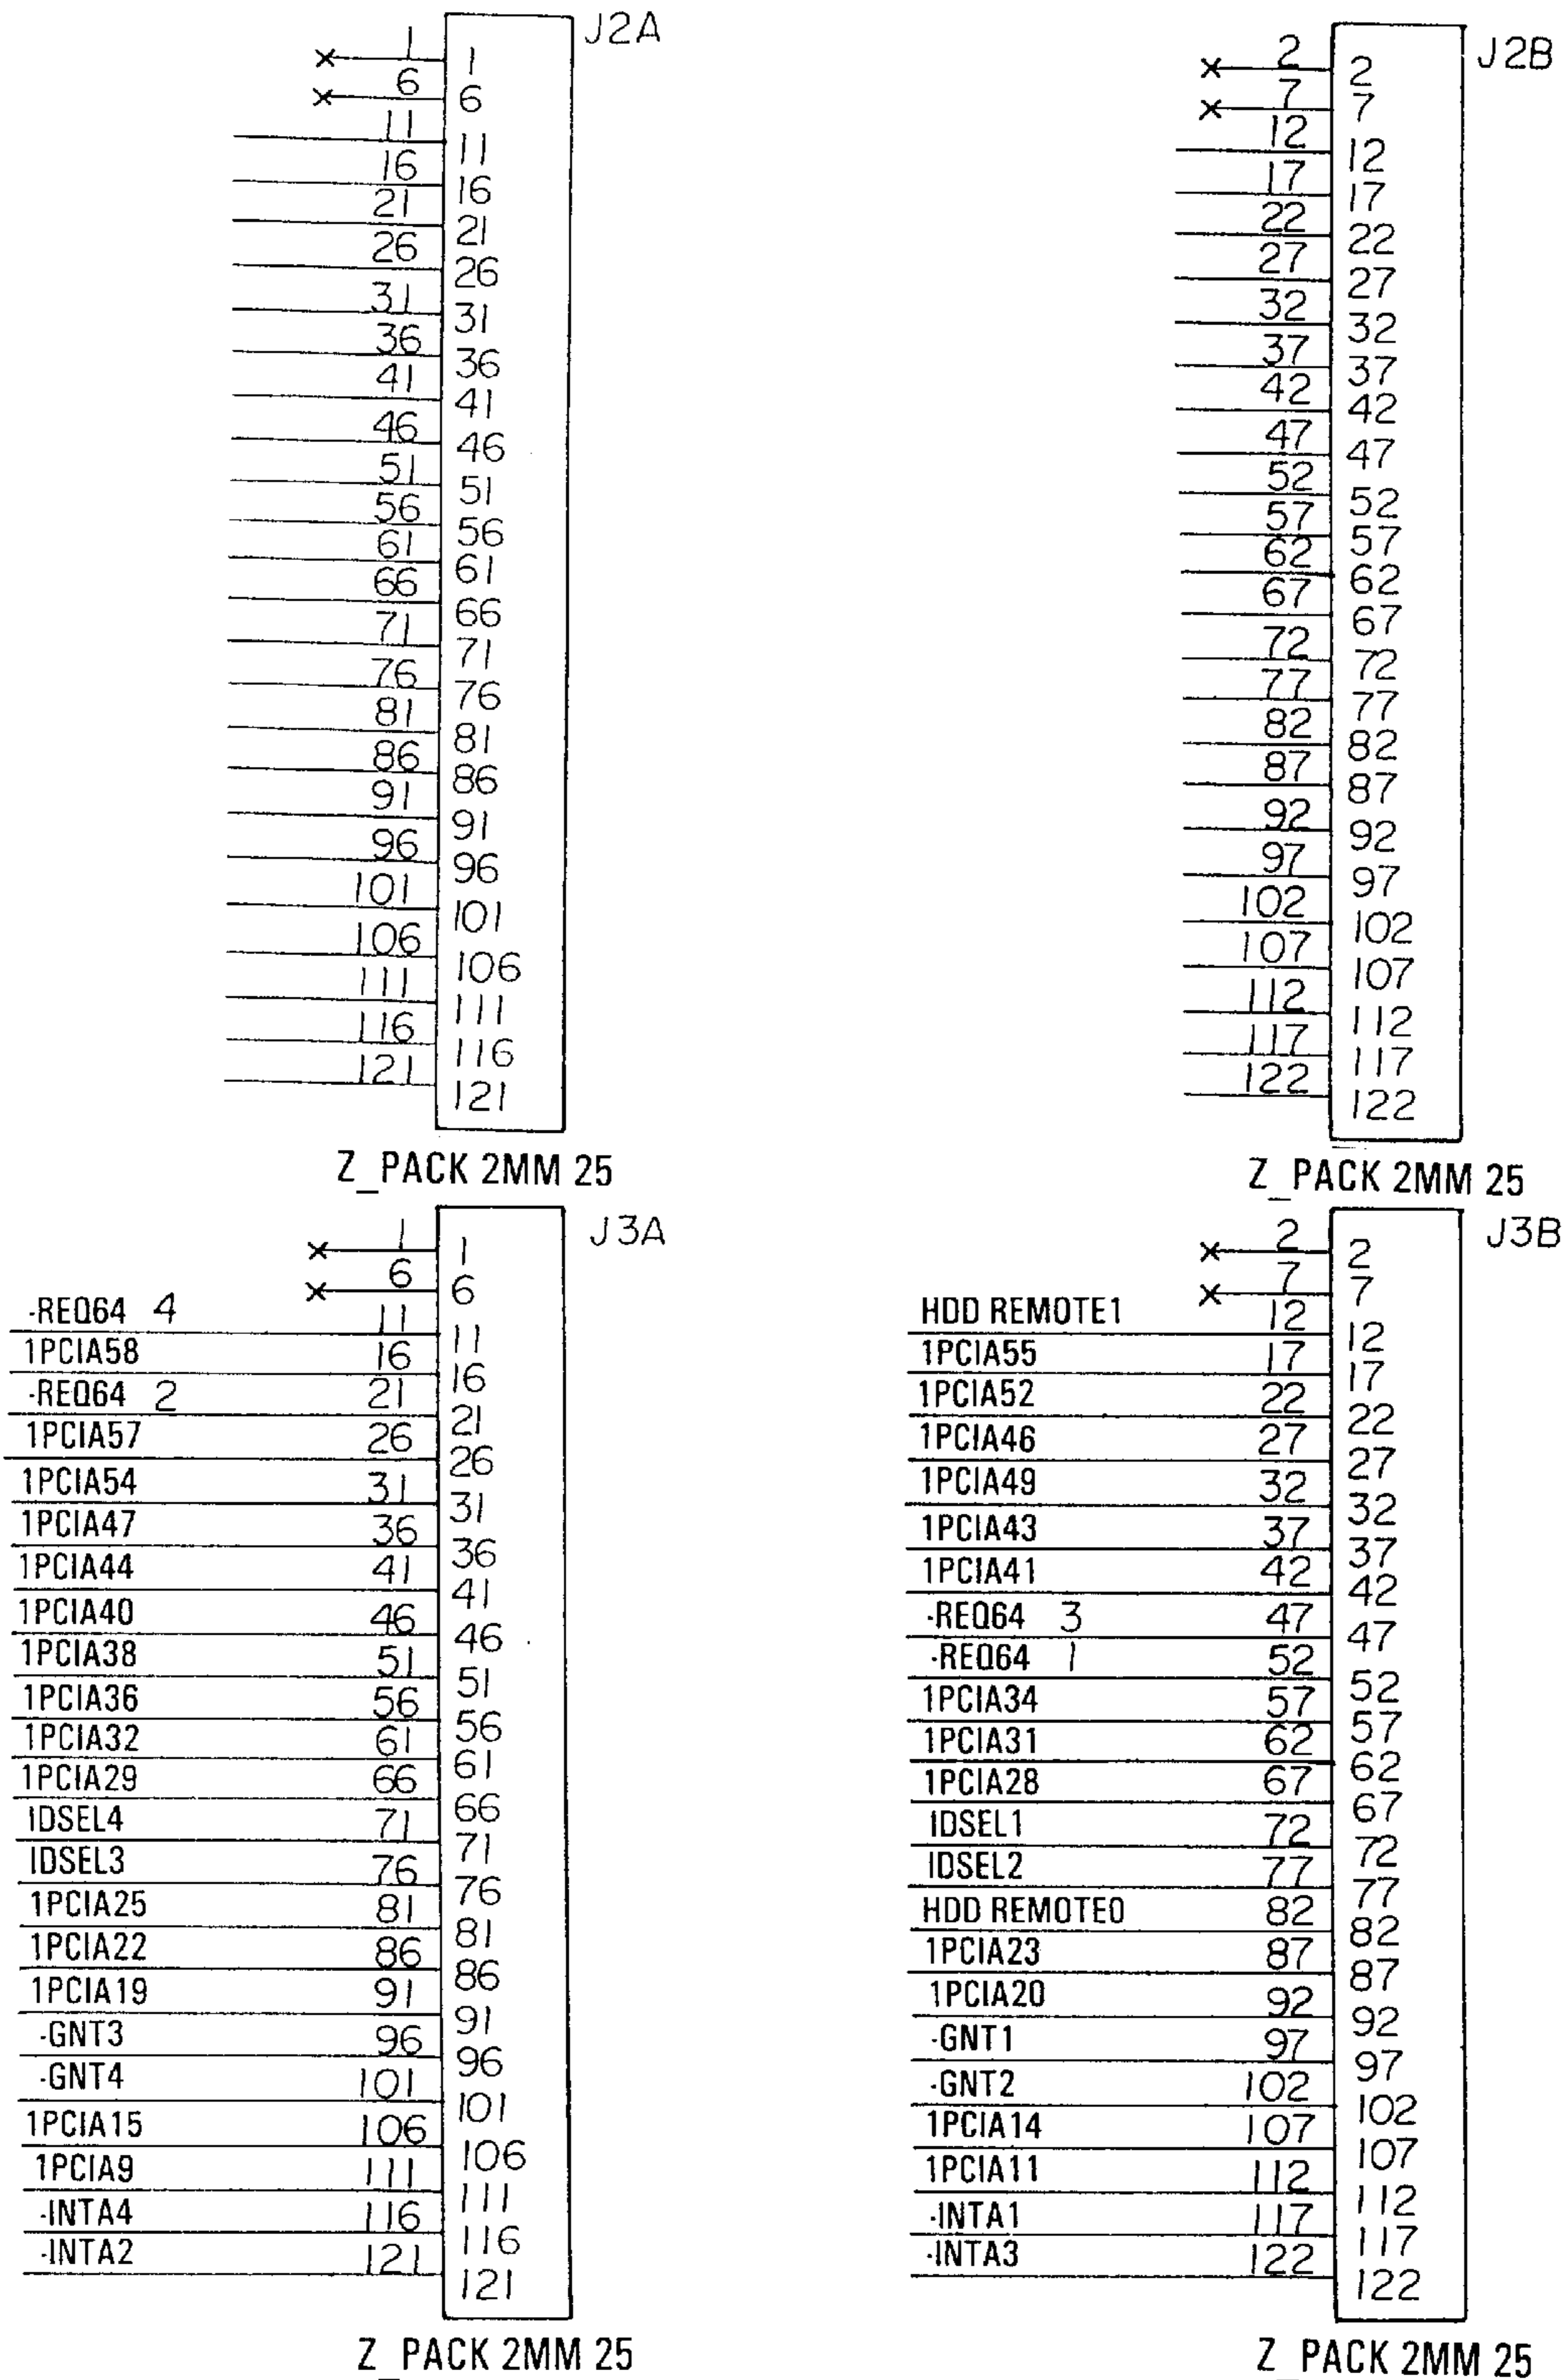 J2A
1 1
6 6
11 11
16 16
21 21
26 26
31 31
36 36
41 41
46 46
51 51
56 56
61 61
66 66
71 71
76 76
81 81
86 86
91 91
96 96
101 101
106 106
111 111
116 116
121 121
Z_PACK 2MM 25
J2B
2 2
7 7
12 12
17 17
22 22
27 27
32 32
37 37
42 42
47 47
52 52
57 57
62 62
67 67
72 72
77 77
82 82
87 87
92 92
97 97
102 102
107 107
112 112
117 117
122 122
Z_PACK 2MM 25
J3A
1 1
6 6
-REQ64 4 11 11
1PCIA58 16 16
-REQ64 2 21 21
1PCIA57 26 26
1PCIA54 31 31
1PCIA47 36 36
1PCIA44 41 41
1PCIA40 46 46
1PCIA38 51 51
1PCIA36 56 56
1PCIA32 61 61
1PCIA29 66 66
IDSEL4 71 71
IDSEL3 76 76
1PCIA25 81 81
1PCIA22 86 86
1PCIA19 91 91
-GNT3 96 96
-GNT4 101 101
1PCIA15 106 106
1PCIA9 111 111
-INTA4 116 116
-INTA2 121 121
Z_PACK 2MM 25
J3B
2 2
7 7
HDD REMOTE1 12 12
1PCIA55 17 17
1PCIA52 22 22
1PCIA46 27 27
1PCIA49 32 32
1PCIA43 37 37
1PCIA41 42 42
-REQ64 3 47 47
-REQ64 1 52 52
1PCIA34 57 57
1PCIA31 62 62
1PCIA28 67 67
IDSEL1 72 72
IDSEL2 77 77
HDD REMOTE0 82 82
1PCIA23 87 87
1PCIA20 92 92
-GNT1 97 97
-GNT2 102 102
1PCIA14 107 107
1PCIA11 112 112
-INTA1 117 117
-INTA3 122 122
Z_PACK 2MM 25